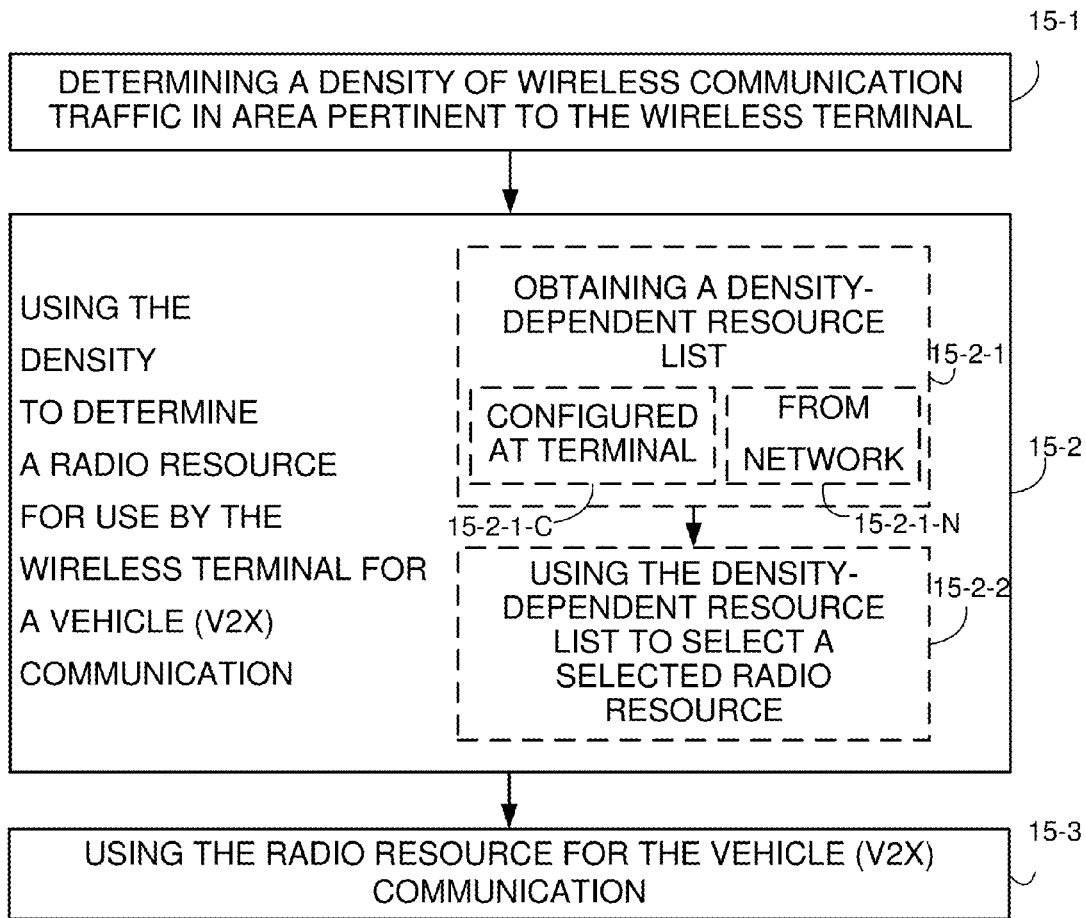 15-1
DETERMINING A DENSITY OF WIRELESS COMMUNICATION
TRAFFIC IN AREA PERTINENT TO THE WIRELESS TERMINAL
USING THE
DENSITY
TO DETERMINE
A RADIO RESOURCE
FOR USE BY THE
WIRELESS TERMINAL FOR
A VEHICLE (V2X)
COMMUNICATION
OBTAINING A DENSITY-
DEPENDENT RESOURCE
LIST
15-2-1
CONFIGURED
AT TERMINAL
FROM
NETWORK
15-2
15-2-1-C
15-2-1-N
USING THE DENSITY-
DEPENDENT RESOURCE
LIST TO SELECT A
SELECTED RADIO
RESOURCE
15-2-2
15-3
USING THE RADIO RESOURCE FOR THE VEHICLE (V2X)
COMMUNICATION